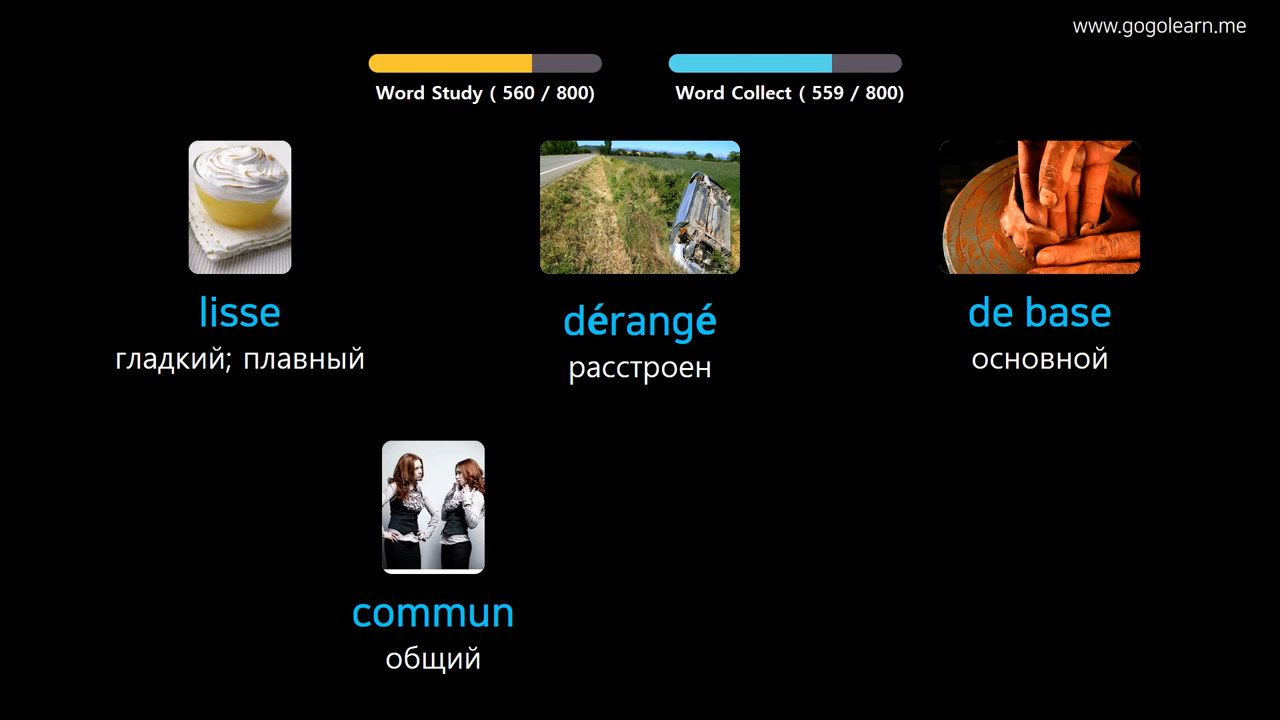 www.gogolearn.me
Word Study ( 560 / 800)
Word Collect ( 559 / 800)
lisse
гладкий; плавный
dérangé
расстроен
de base
основной
commun
общий